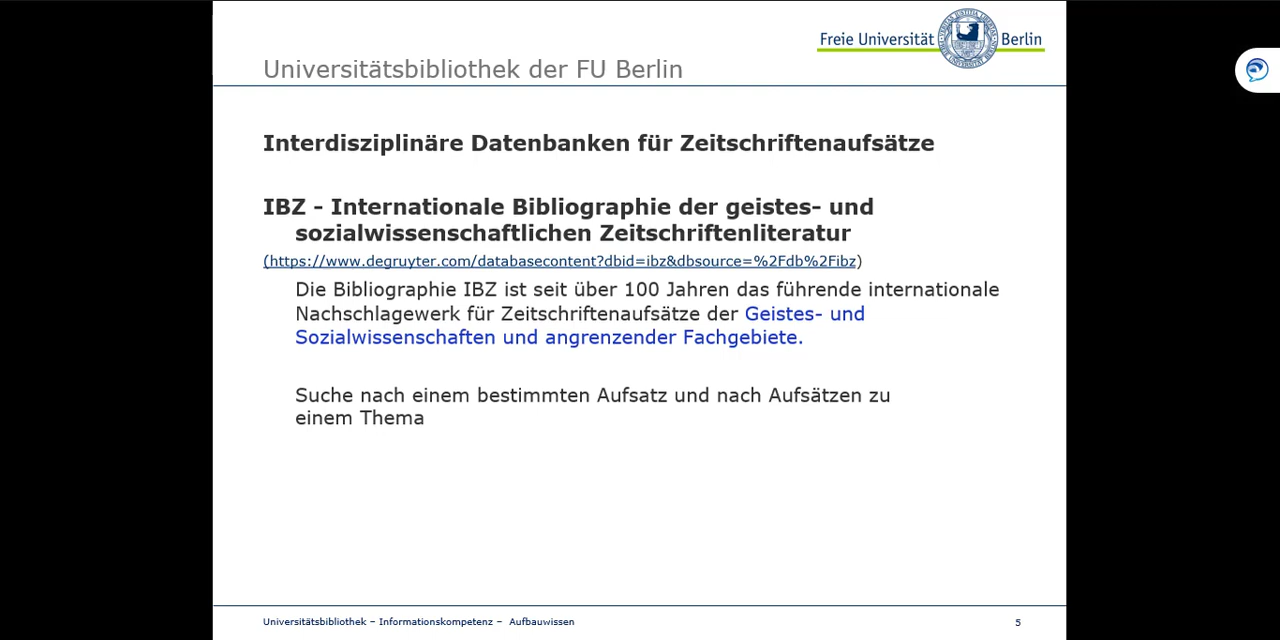 Freie Universität Berlin
Universitätsbibliothek der FU Berlin
Interdisziplinäre Datenbanken für Zeitschriftenaufsätze
IBZ - Internationale Bibliographie der geistes- und
sozialwissenschaftlichen Zeitschriftenliteratur
(https://www.degruyter.com/databasecontent?dbid=ibz&dbsource=%2Fdb%2Fibz)
Die Bibliographie IBZ ist seit über 100 Jahren das führende internationale
Nachschlagewerk für Zeitschriftenaufsätze der Geistes- und
Sozialwissenschaften und angrenzender Fachgebiete.
Suche nach einem bestimmten Aufsatz und nach Aufsätzen zu
einem Thema
Universitätsbibliothek – Informationskompetenz – Aufbauwissen
5